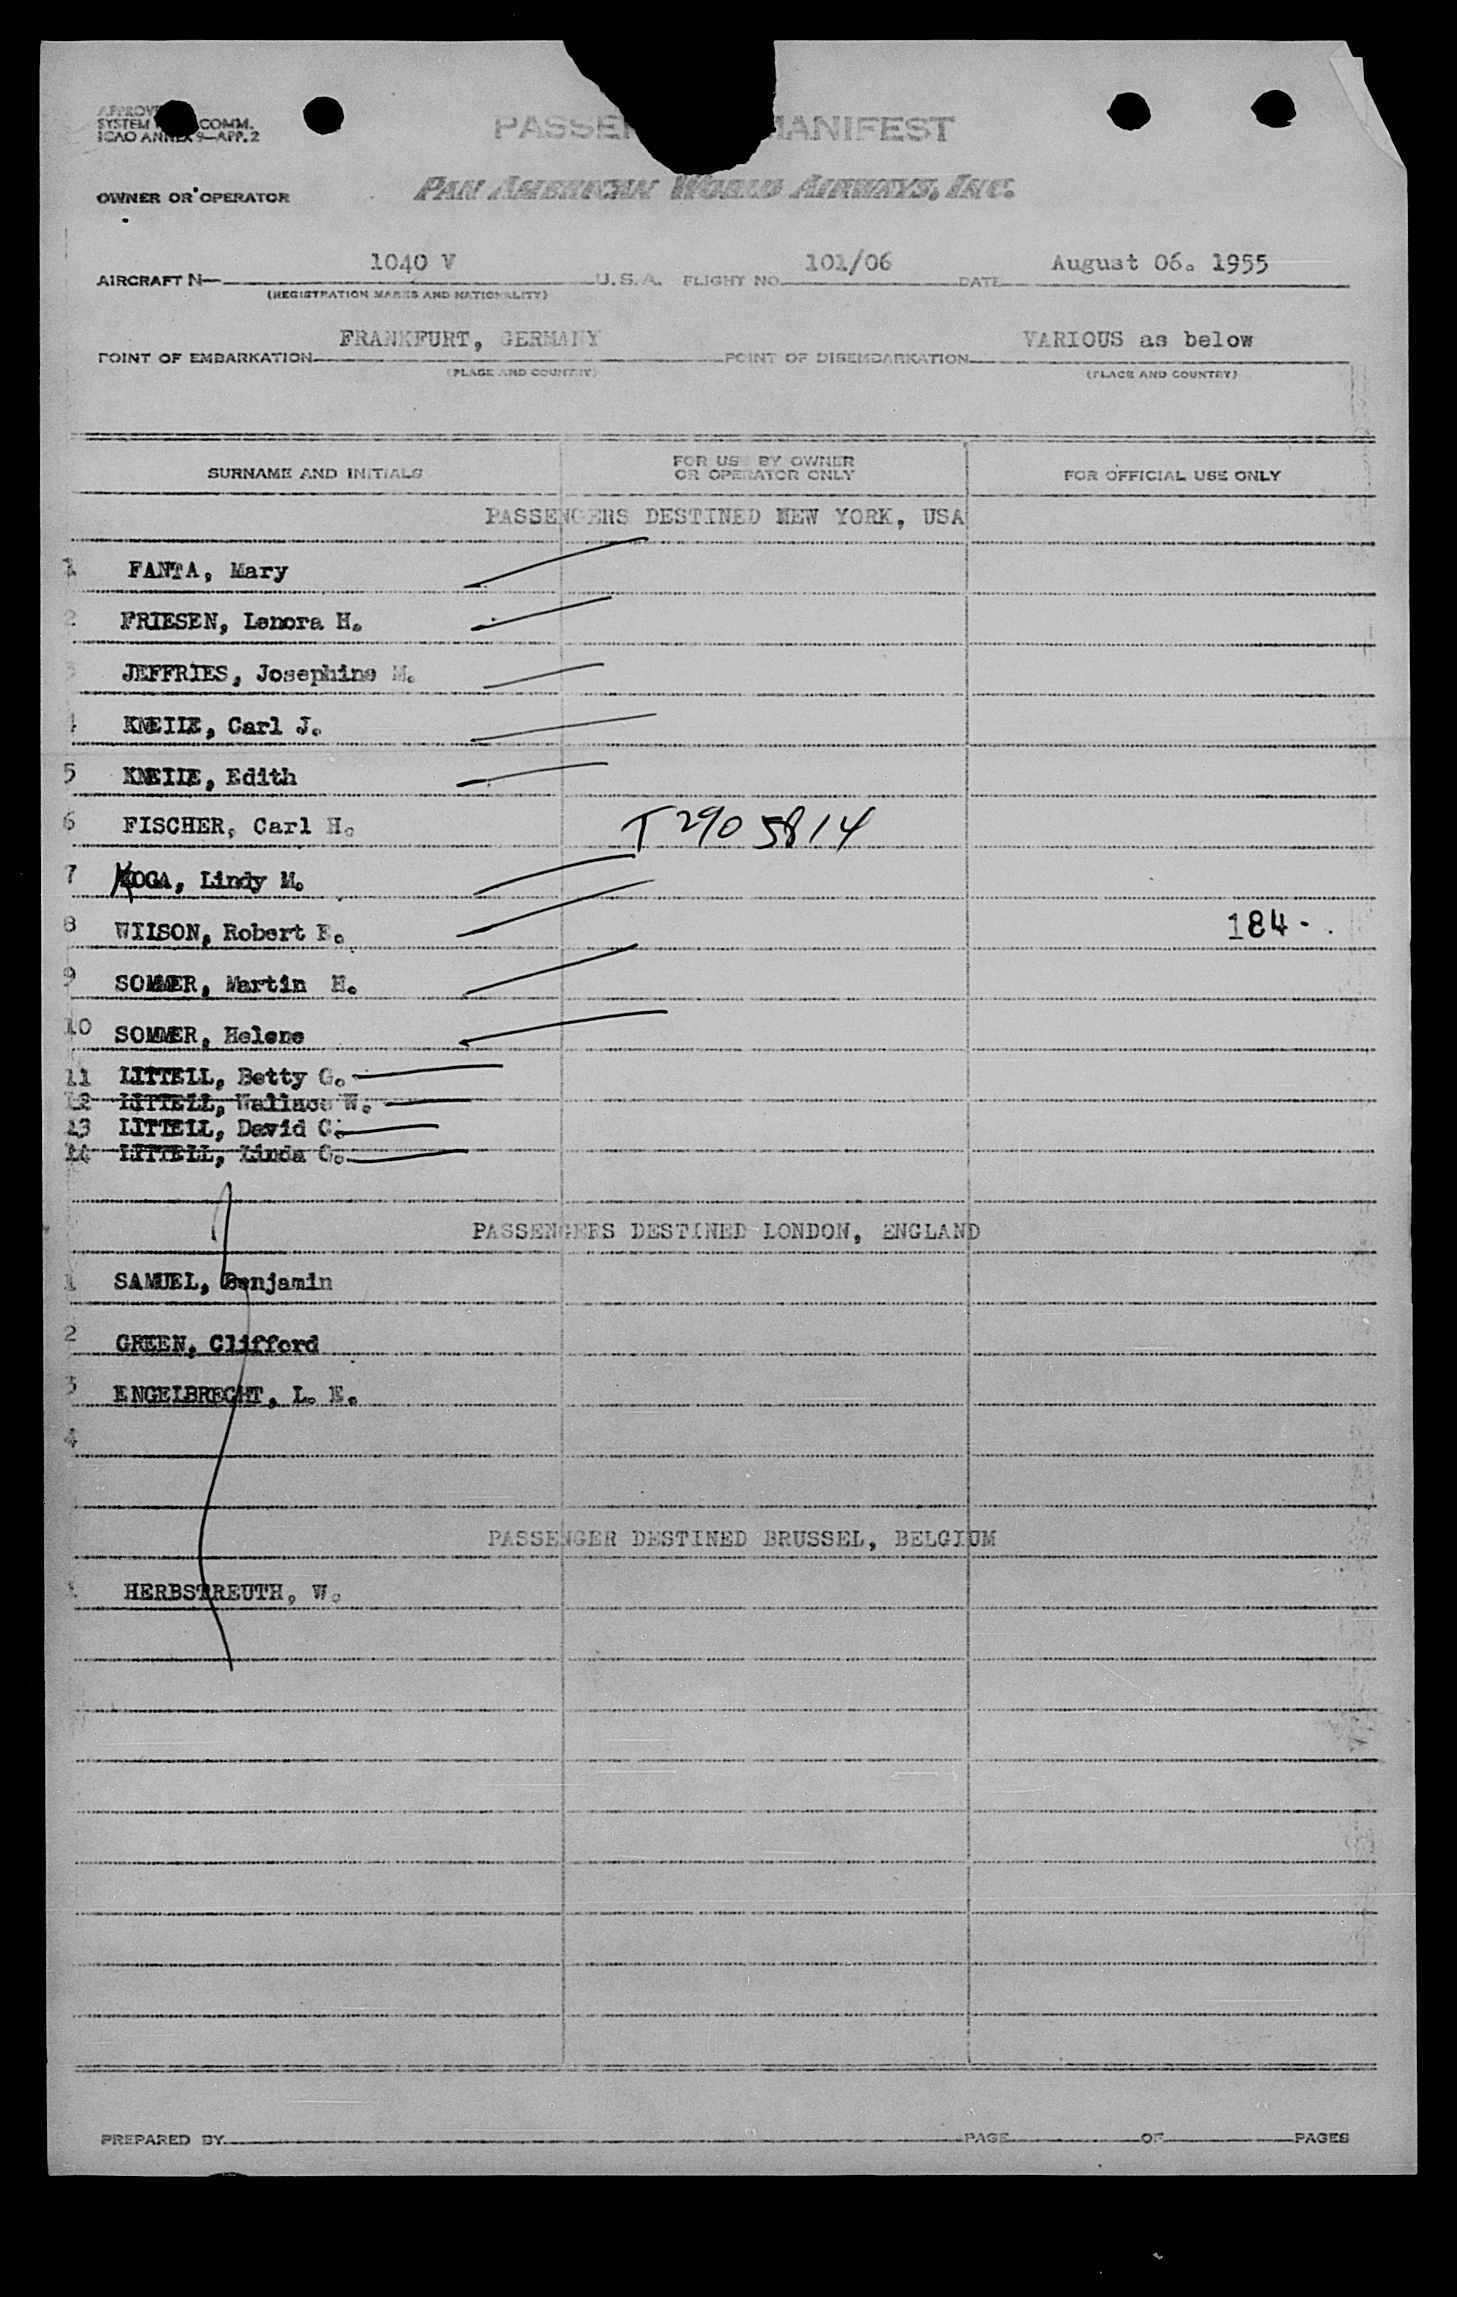 APPROVE
SYSTEM COMM.
ICAO ANNEX 9—APP. 2
PASSE MANIFEST
OWNER OR OPERATOR PAN AMERICAN WORLD AIRWAYS, INC.
AIRCRAFT N— 1040 V U.S.A. FLIGHT NO. 101/06 DATE August 06. 1955
(REGISTRATION MARKS AND NATIONALITY)
POINT OF EMBARKATION FRANKFURT, GERMANY POINT OF DISEMBARKATION VARIOUS as below
(PLACE AND COUNTRY) (PLACE AND COUNTRY)
SURNAME AND INITIALS FOR USE BY OWNER OR OPERATOR ONLY FOR OFFICIAL USE ONLY
PASSENGERS DESTINED NEW YORK, USA
1 FANTA, Mary
2 FRIESEN, Lenora H.
3 JEFFRIES, Josephine M.
4 KNEILE, Carl J.
5 KNEILE, Edith
6 FISCHER, Carl H. T2905814
7 KOGA, Lindy M.
8 WILSON, Robert E. 184-
9 SOMMER, Martin H.
10 SOMMER, Helene
11 LITTELL, Betty G.
12 LITTELL, Wallace W.
13 LITTELL, David C.
14 LITTELL, Linda C.
PASSENGERS DESTINED LONDON, ENGLAND
1 SAMUEL, Benjamin
2 GREEN, Clifford
3 ENGELBRECHT, L. E.
4
PASSENGER DESTINED BRUSSEL, BELGIUM
1 HERBSTREUTH, W.
PREPARED BY PAGE OF PAGES